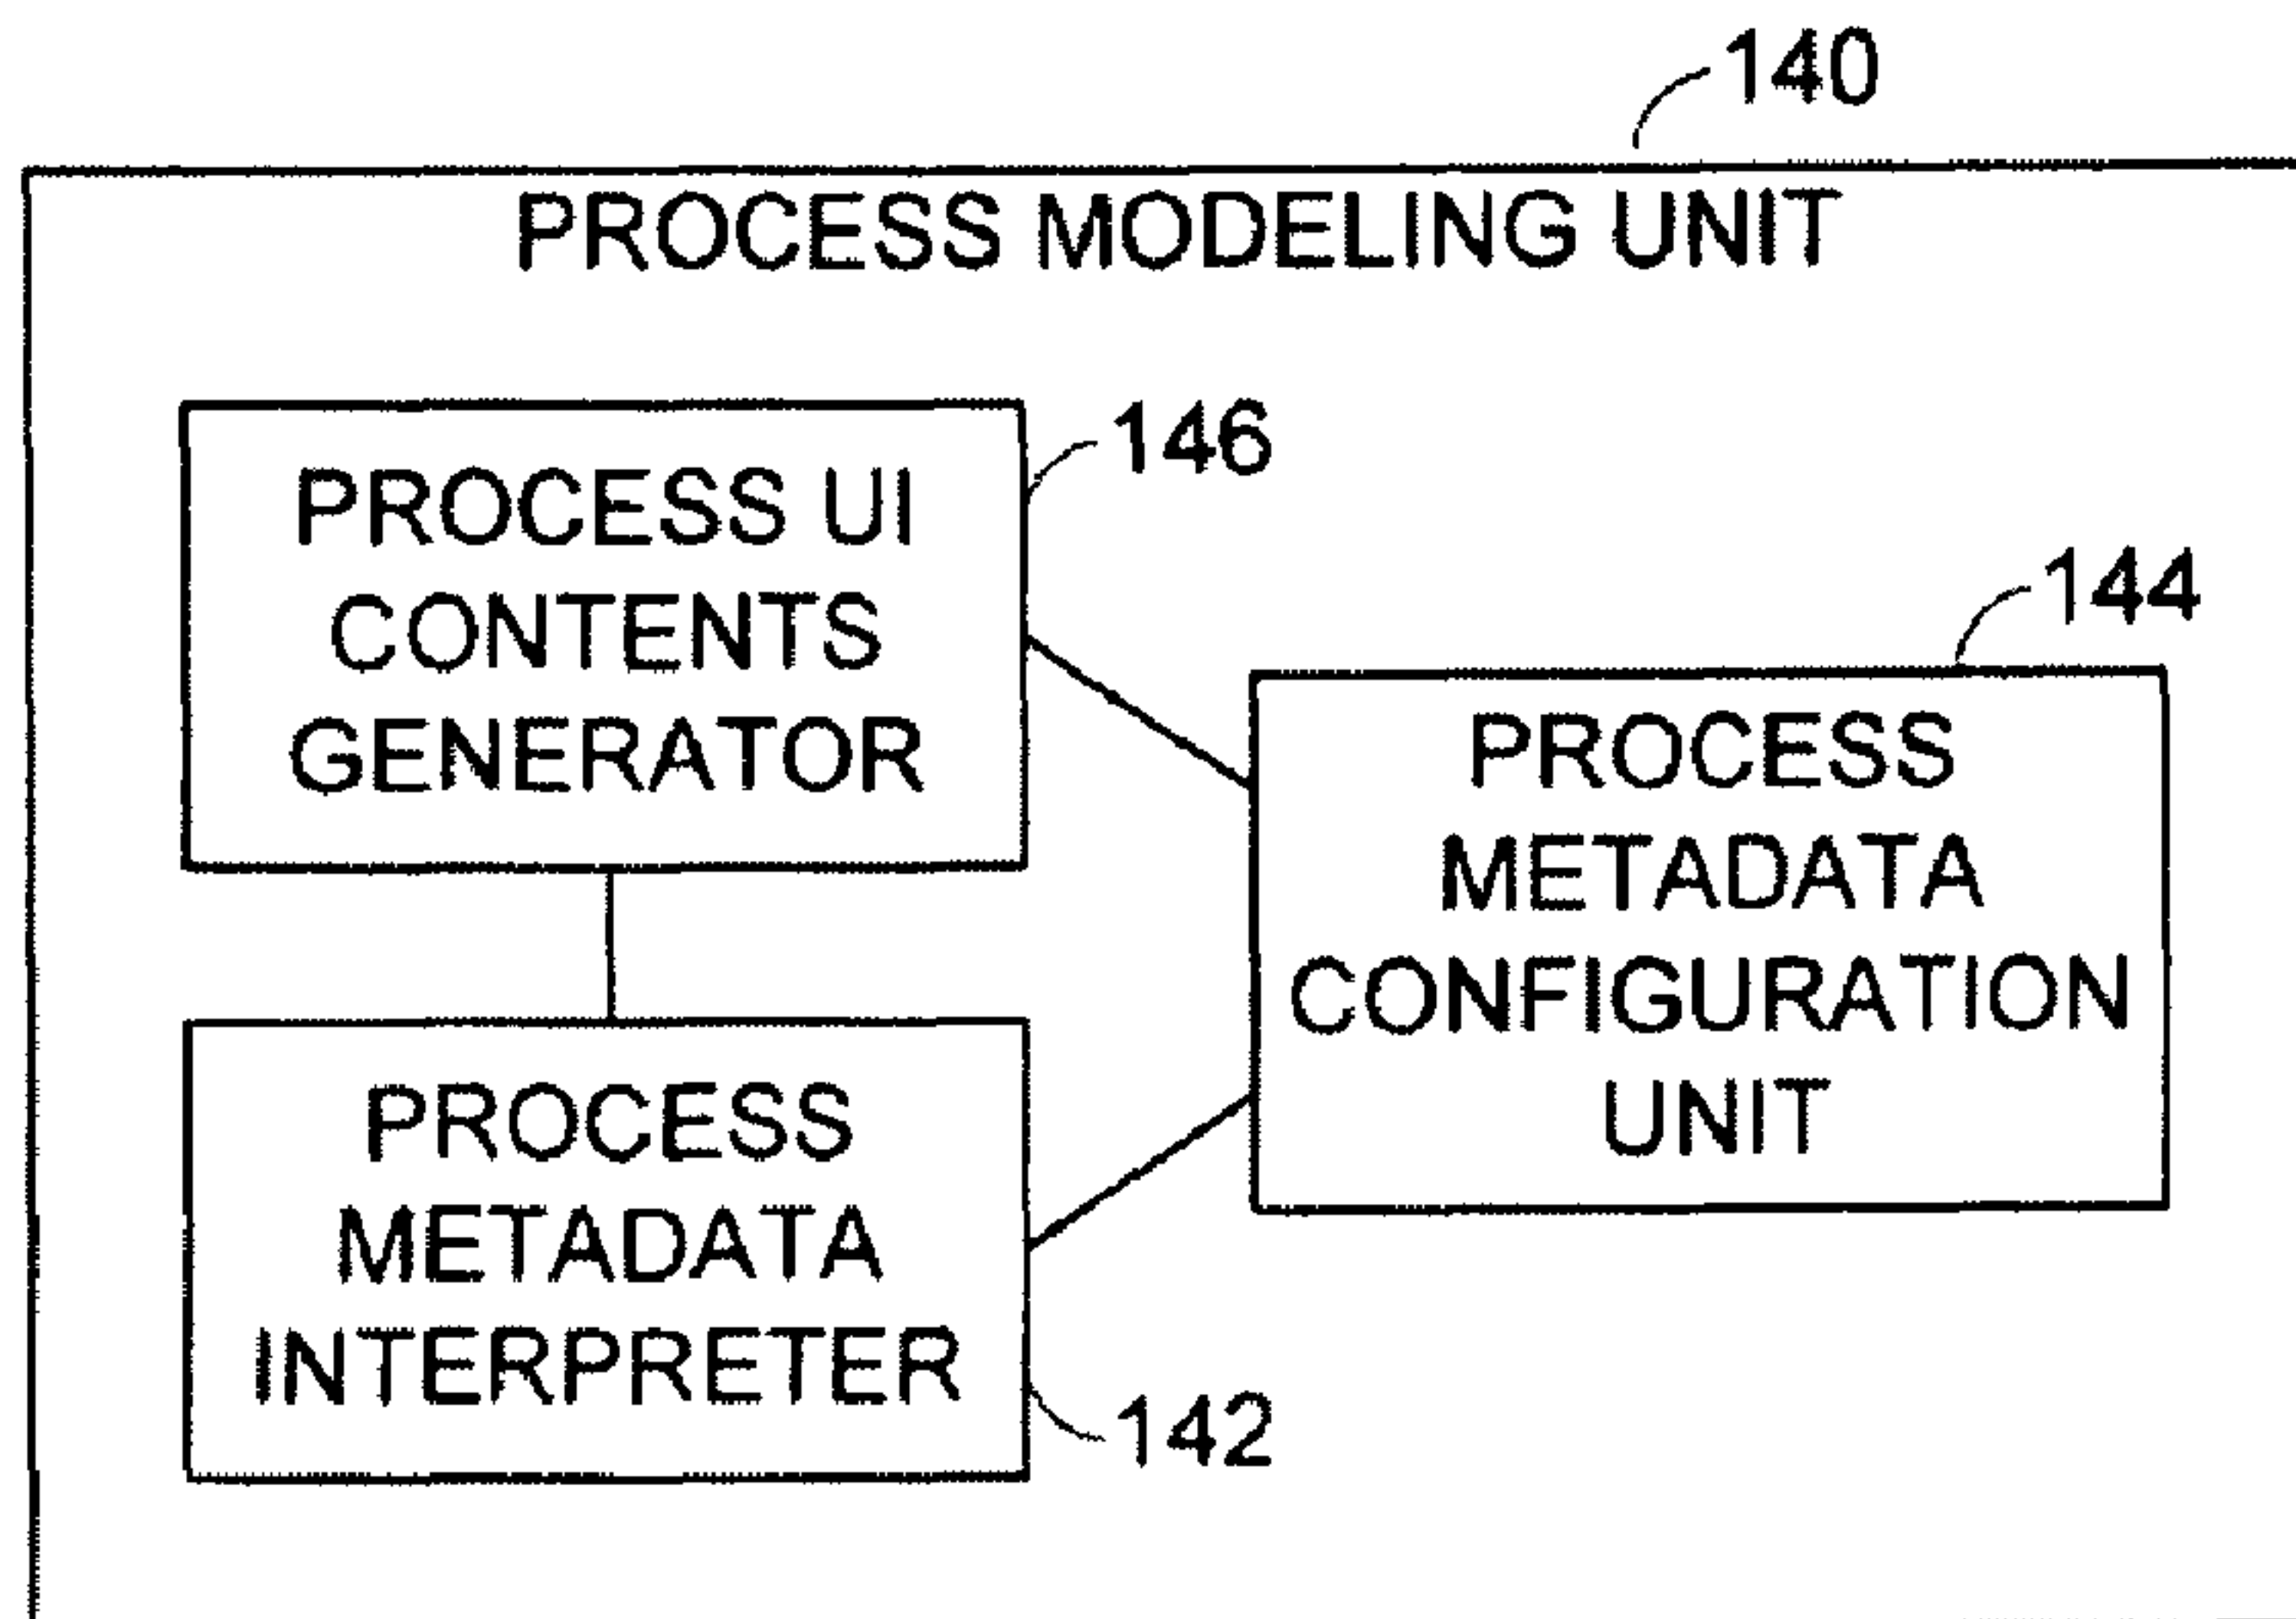 140
PROCESS MODELING UNIT
146
PROCESS UI
CONTENTS
GENERATOR
144
PROCESS
METADATA
CONFIGURATION
UNIT
PROCESS
METADATA
INTERPRETER
142